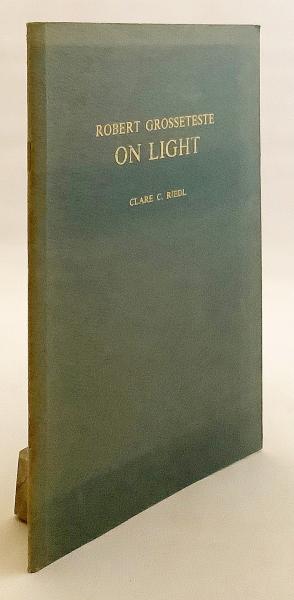 ROBERT GROSSETESTE
ON LIGHT
CLARE C. RIEDL